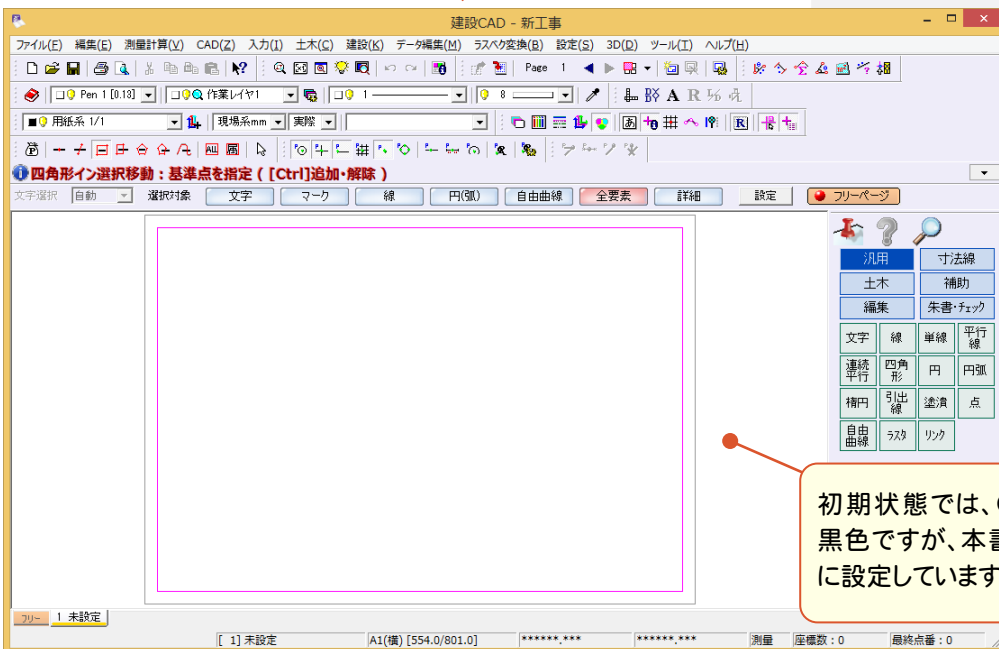 建設CAD - 新工事
ファイル(F) 編集(E) 測量計算(V) CAD(Z) 入力(I) 土木(C) 建設(K) データ編集(M) ラスベク変換(B) 設定(S) 3D(D) ツール(T) ヘルプ(H)
Page 1
Pen 1 [0.13] 作業レイヤ1 1 8 A R
用紙系 1/1 現場系mm 実際 あ R
四角形イン選択移動：基準点を指定 ( [Ctrl]追加・解除 )
文字選択 自動 選択対象 文字 マーク 線 円(弧) 自由曲線 全要素 詳細 設定 フリーページ
汎用 寸法線
土木 補助
編集 朱書・チェック
文字 線 単線 平行線
連続平行 四角形 円 円弧
楕円 引出線 塗潰 点
自由曲線 ラスタ リンク
初期状態では、
黒色ですが、本書
に設定しています
フリー 1 未設定
[ 1] 未設定 A1(横) [554.0/801.0] ******.*** ******.*** 測量 座標数：0 最終点番：0